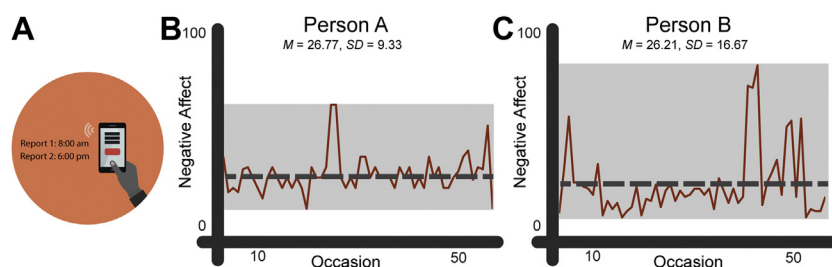 A
Report 1: 8:00 am
Report 2: 6:00 pm
B
Person A
M = 26.77, SD = 9.33
100
Negative Affect
0
10
50
Occasion
C
Person B
M = 26.21, SD = 16.67
100
Negative Affect
0
10
50
Occasion